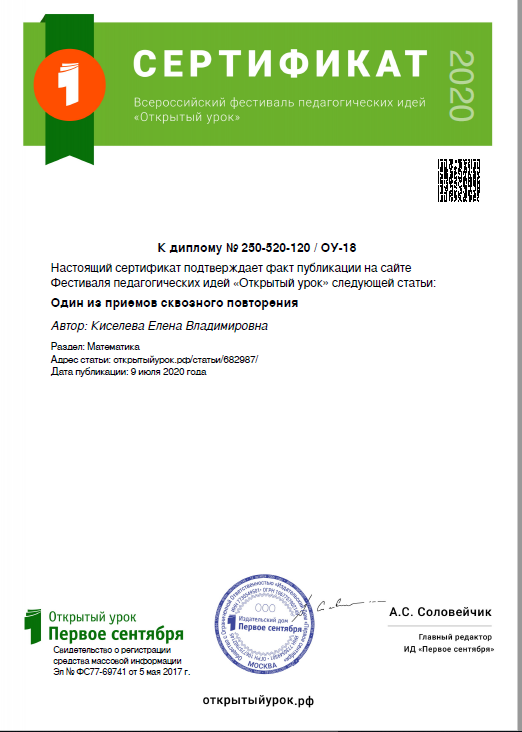 СЕРТИФИКАТ
2020
Всероссийский фестиваль педагогических идей
«Открытый урок»
К диплому № 250-520-120 / ОУ-18
Настоящий сертификат подтверждает факт публикации на сайте
Фестиваля педагогических идей «Открытый урок» следующей статьи:
Один из приемов сквозного повторения
Автор: Киселева Елена Владимировна
Раздел: Математика
Адрес статьи: открытыйурок.рф/статьи/682987/
Дата публикации: 9 июля 2020 года
Открытый урок
Первое сентября
Свидетельство о регистрации
средства массовой информации
Эл № ФС77-69741 от 5 мая 2017 г.
ООО
Издательский дом
Первое сентября
МОСКВА
А.С. Соловейчик
Главный редактор
ИД «Первое сентября»
открытыйурок.рф